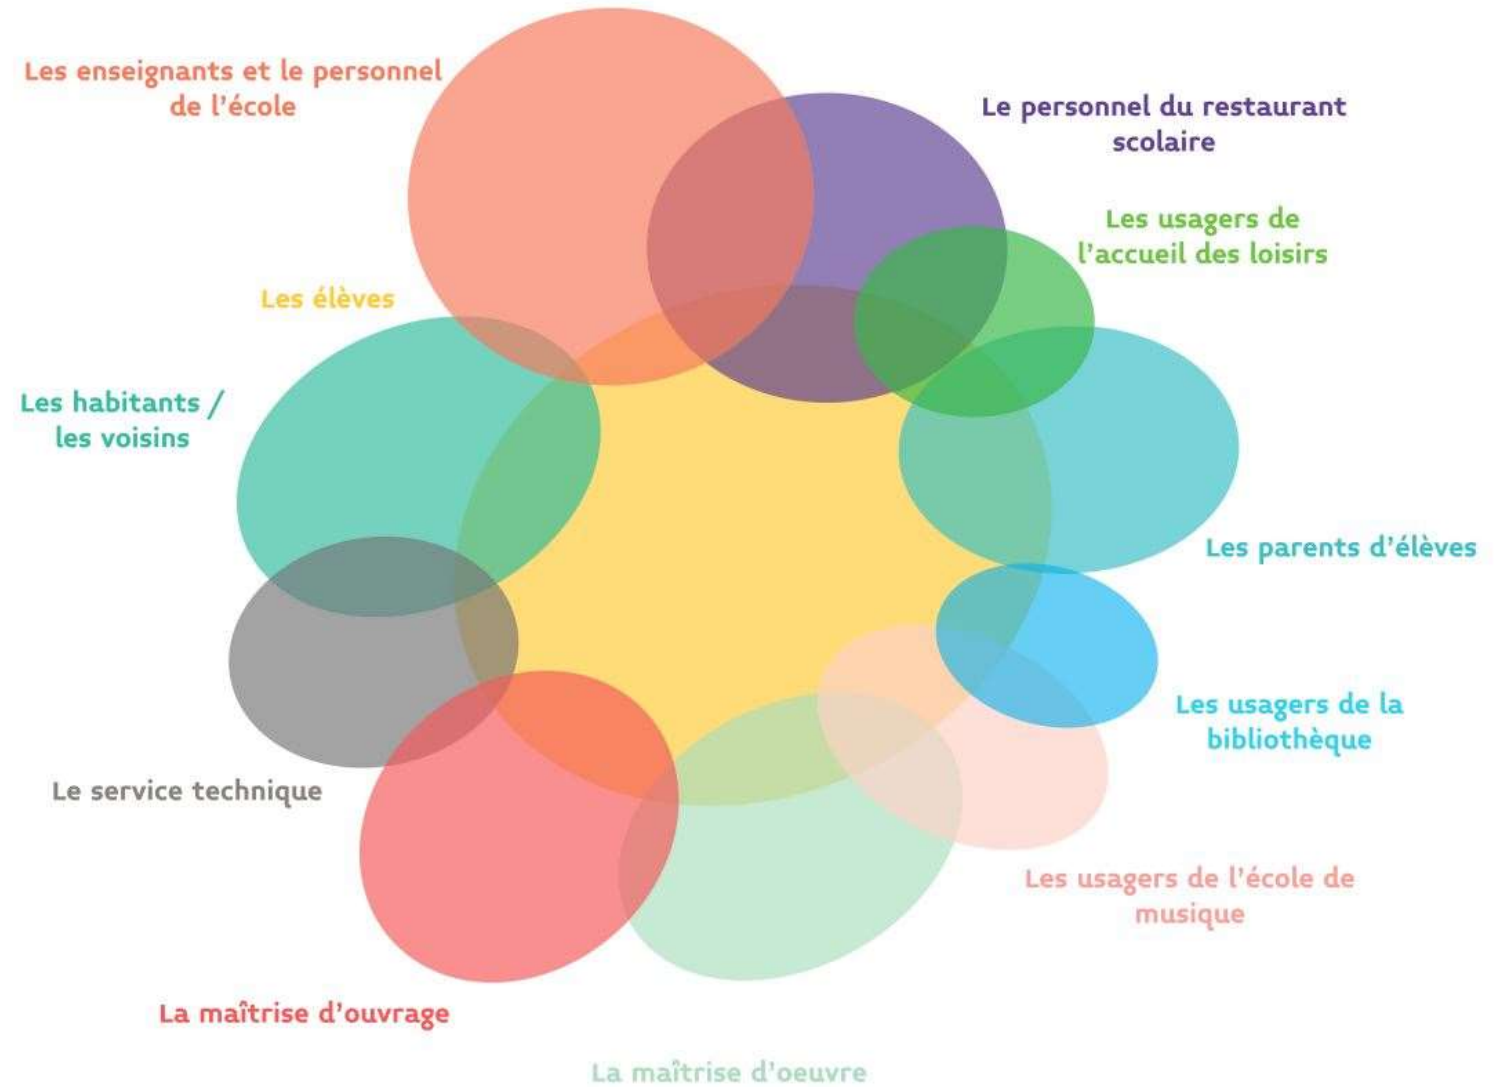 Les enseignants et le personnel
de l'école
Le personnel du restaurant
scolaire
Les usagers de
l'accueil des loisirs
Les élèves
Les habitants /
les voisins
Les parents d'élèves
Les usagers de la
bibliothèque
Le service technique
Les usagers de l'école de
musique
La maîtrise d'ouvrage
La maîtrise d'oeuvre